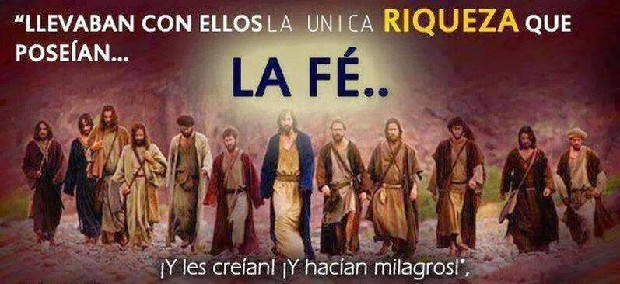 "LLEVABAN CON ELLOS LA UNICA RIQUEZA QUE
POSEÍAN...
LA FÉ..
¡Y les creían! ¡Y hacían milagros!",